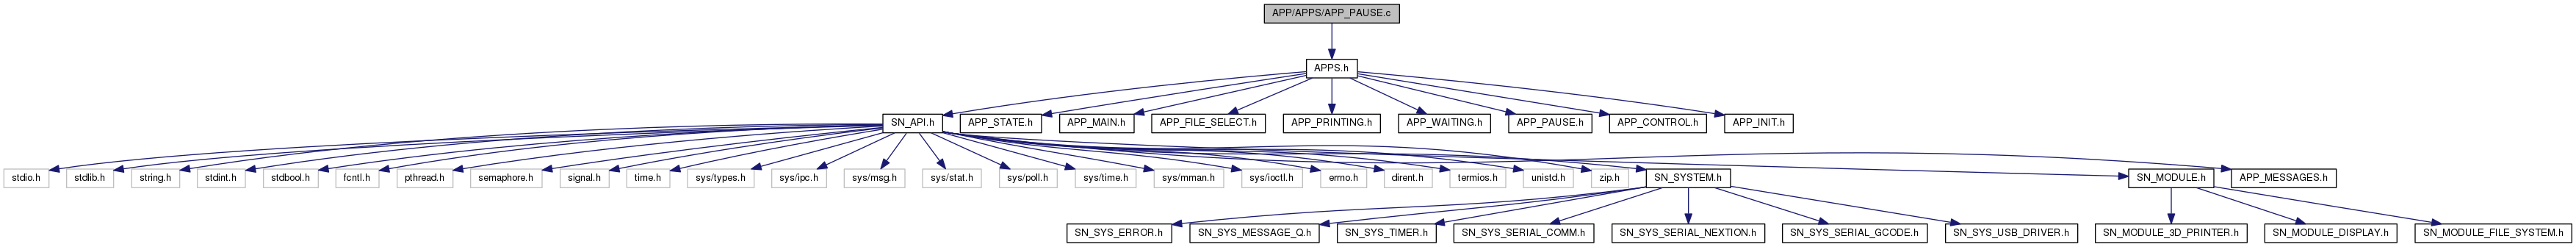 APP/APPS/APP_PAUSE.c
APPS.h
SN_API.h APP_STATE.h APP_MAIN.h APP_FILE_SELECT.h APP_PRINTING.h APP_WAITING.h APP_PAUSE.h APP_CONTROL.h APP_INIT.h
stdio.h stdlib.h string.h stdint.h stdbool.h fcntl.h pthread.h semaphore.h signal.h time.h sys/types.h sys/ipc.h sys/msg.h sys/stat.h sys/poll.h sys/time.h sys/mman.h sys/ioctl.h errno.h dirent.h termios.h unistd.h zip.h SN_SYSTEM.h SN_MODULE.h APP_MESSAGES.h
SN_SYS_ERROR.h SN_SYS_MESSAGE_Q.h SN_SYS_TIMER.h SN_SYS_SERIAL_COMM.h SN_SYS_SERIAL_NEXTION.h SN_SYS_SERIAL_GCODE.h SN_SYS_USB_DRIVER.h SN_MODULE_3D_PRINTER.h SN_MODULE_DISPLAY.h SN_MODULE_FILE_SYSTEM.h